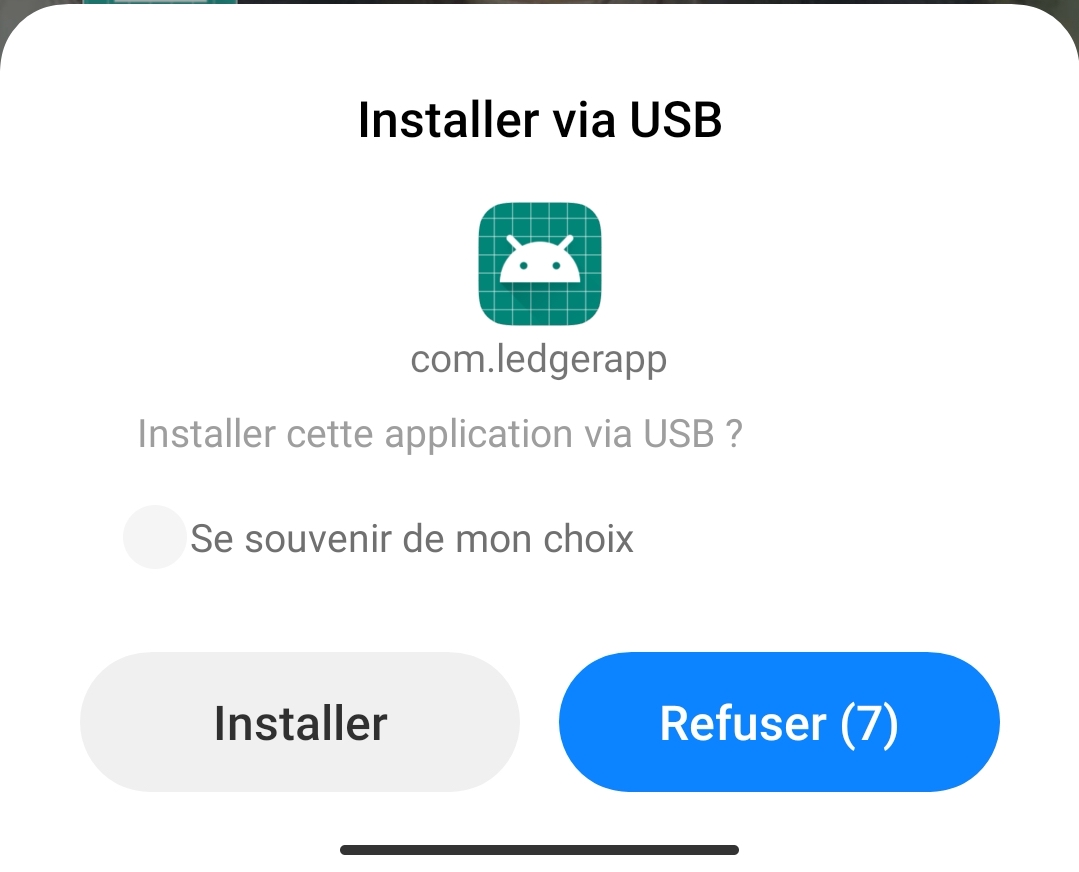 Installer via USB
com.ledgerapp
Installer cette application via USB ?
Se souvenir de mon choix
Installer
Refuser (7)